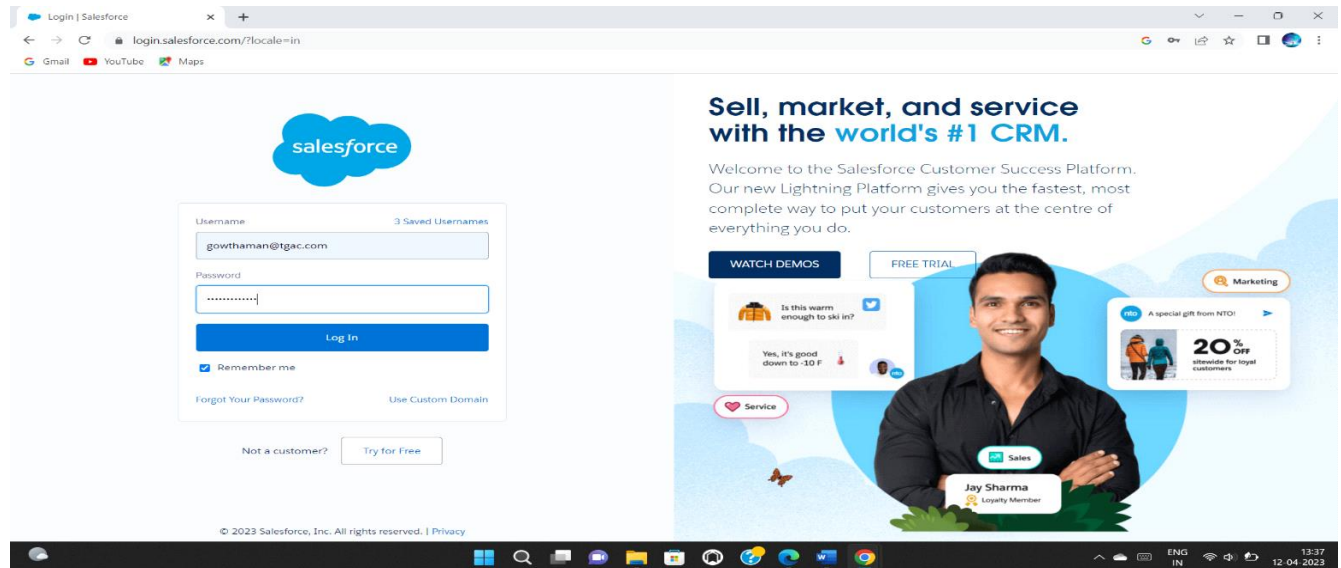 Login | Salesforce
login.salesforce.com/?locale=in
Gmail YouTube Maps
salesforce
Username 3 Saved Usernames
gowthaman@tgac.com
Password
Log In
Remember me
Forgot Your Password? Use Custom Domain
Not a customer? Try for Free
© 2023 Salesforce, Inc. All rights reserved. | Privacy
Sell, market, and service
with the world's #1 CRM.
Welcome to the Salesforce Customer Success Platform.
Our new Lightning Platform gives you the fastest, most
complete way to put your customers at the centre of
everything you do.
WATCH DEMOS FREE TRIAL
Marketing
Is this warm
enough to ski in?
Yes, it's good
down to -10 F
nto
nto A special gift from NTO!
20% OFF
sitewide for loyal
customers
Service
Sales
Jay Sharma
Loyalty Member
ENG
IN
13:37
12-04-2023